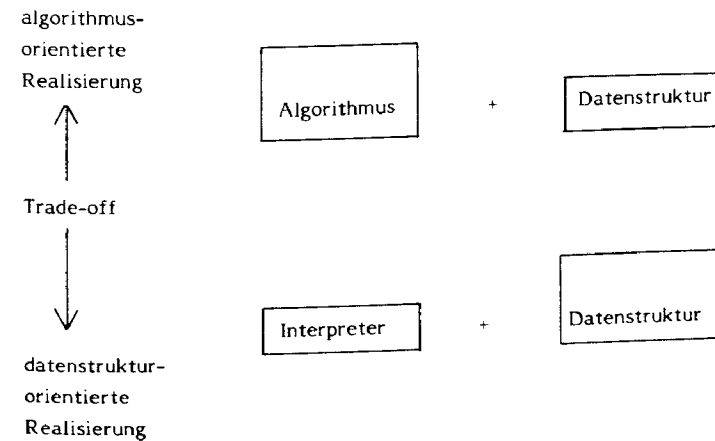 algorithmus-
orientierte
Realisierung
Algorithmus + Datenstruktur
Trade-off
Interpreter + Datenstruktur
datenstruktur-
orientierte
Realisierung